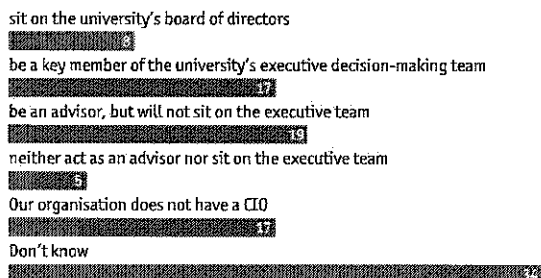 sit on the university's board of directors
8
be a key member of the university's executive decision-making team
17
be an advisor, but will not sit on the executive team
19
neither act as an advisor nor sit on the executive team
5
Our organisation does not have a CIO
17
Don't know
34